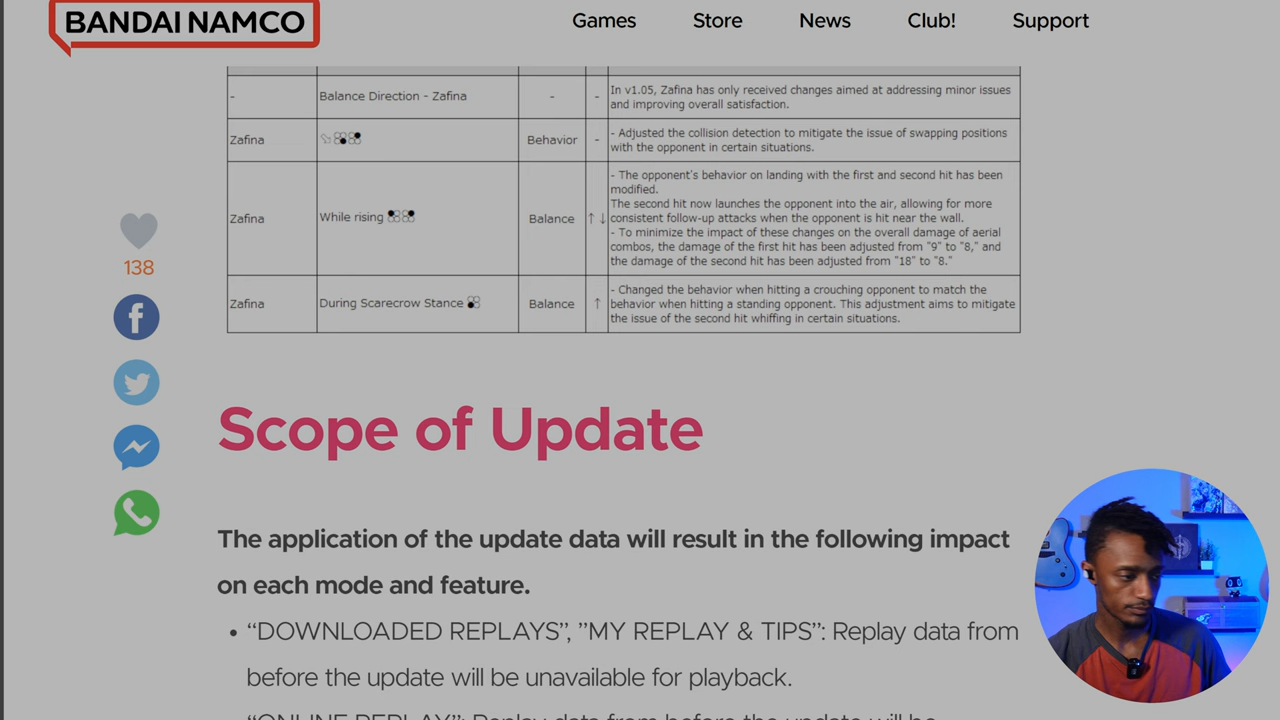 BANDAI NAMCO
Games Store News Club! Support
- Balance Direction - Zafina - - In v1.05, Zafina has only received changes aimed at addressing minor issues
and improving overall satisfaction.
Zafina Behavior - - Adjusted the collision detection to mitigate the issue of swapping positions
with the opponent in certain situations.
Zafina While rising Balance ↑ ↓ - The opponent's behavior on landing with the first and second hit has been
modified.
The second hit now launches the opponent into the air, allowing for more
consistent follow-up attacks when the opponent is hit near the wall.
- To minimize the impact of these changes on the overall damage of aerial
combos, the damage of the first hit has been adjusted from "9" to "8," and
the damage of the second hit has been adjusted from "18" to "8."
Zafina During Scarecrow Stance Balance ↑ - Changed the behavior when hitting a crouching opponent to match the
behavior when hitting a standing opponent. This adjustment aims to mitigate
the issue of the second hit whiffing in certain situations.
138
Scope of Update
The application of the update data will result in the following impact
on each mode and feature.
• “DOWNLOADED REPLAYS”, ”MY REPLAY & TIPS”: Replay data from
before the update will be unavailable for playback.
“ONLINE REPLAY”: Replay data from before the update will be